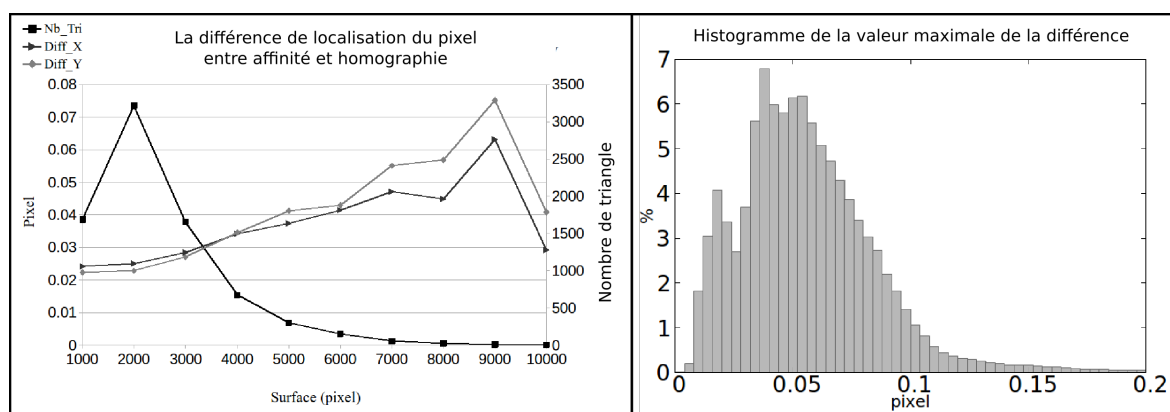 Nb_Tri
Diff_X
Diff_Y
La différence de localisation du pixel
entre affinité et homographie
0.08
0.07
0.06
0.05
0.04
0.03
0.02
0.01
0
Pixel
3500
3000
2500
2000
1500
1000
500
0
Nombre de triangle
1000 2000 3000 4000 5000 6000 7000 8000 9000 10000
Surface (pixel)
Histogramme de la valeur maximale de la différence
7
6
5
4
3
2
1
0
%
0 0.05 0.1 0.15 0.2
pixel